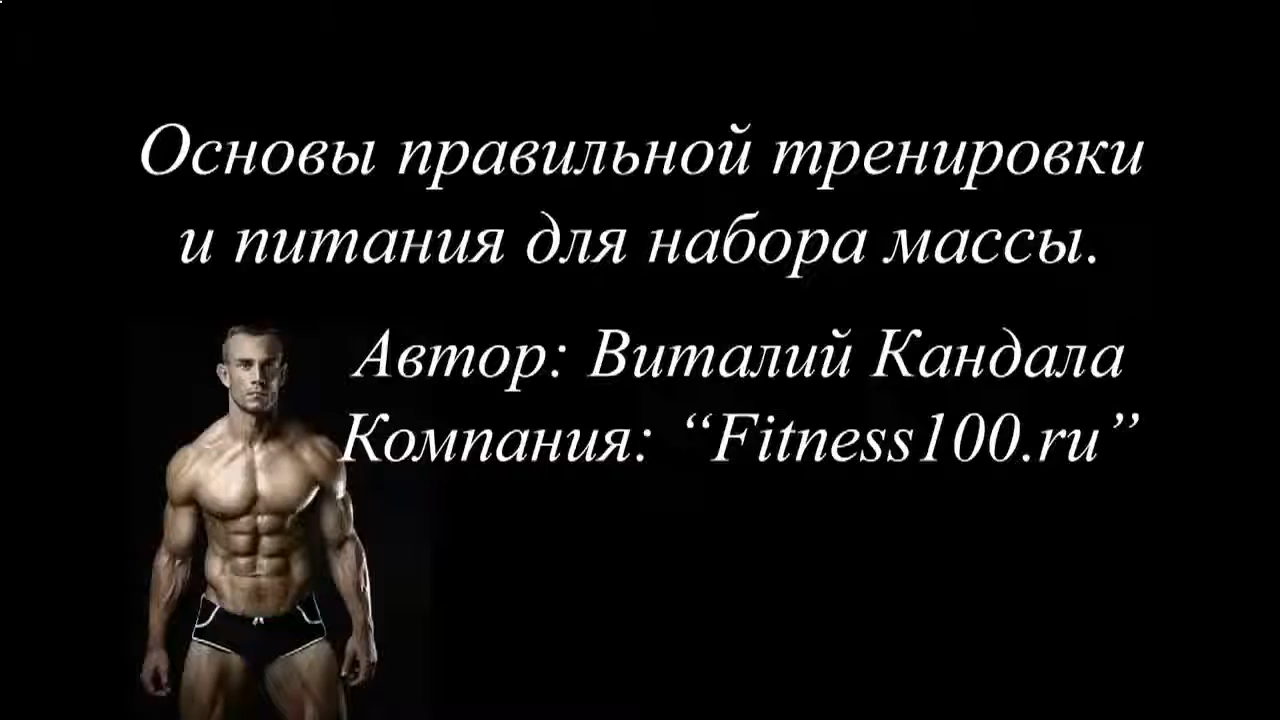 Основы правильной тренировки
и питания для набора массы.
Автор: Виталий Кандала
Компания: “Fitness100.ru”